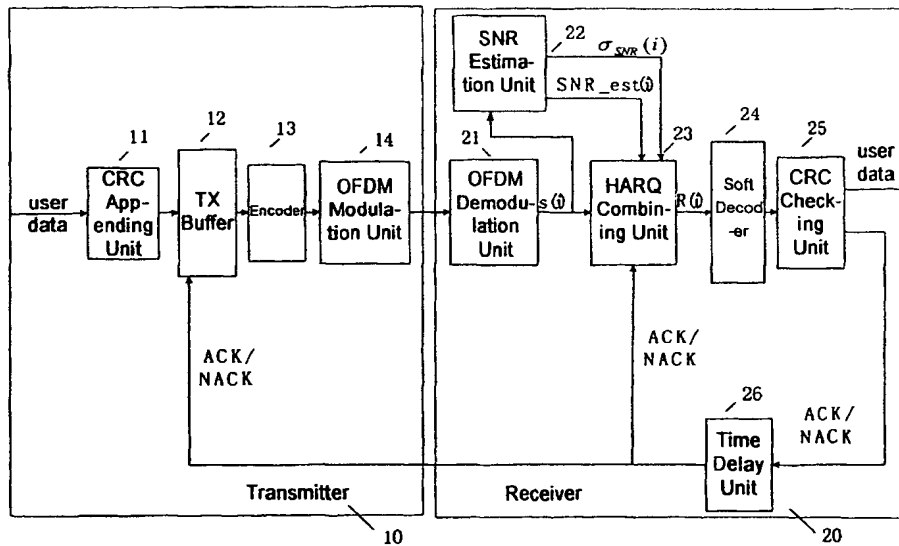 SNR
Estima-
tion Unit
22
σSNR(i)
SNR_est(i)
11
CRC
App-
ending
Unit
12
TX
Buffer
13
Encoder
14
OFDM
Modula-
tion Unit
21
OFDM
Demodu-
lation
Unit
s(i)
23
HARQ
Combin-
ing Unit
R(i)
24
Soft
Decod
-er
25
CRC
Check-
ing
Unit
user
data
user
data
ACK/
NACK
ACK/
NACK
ACK/
NACK
26
Time
Delay
Unit
Transmitter
10
Receiver
20